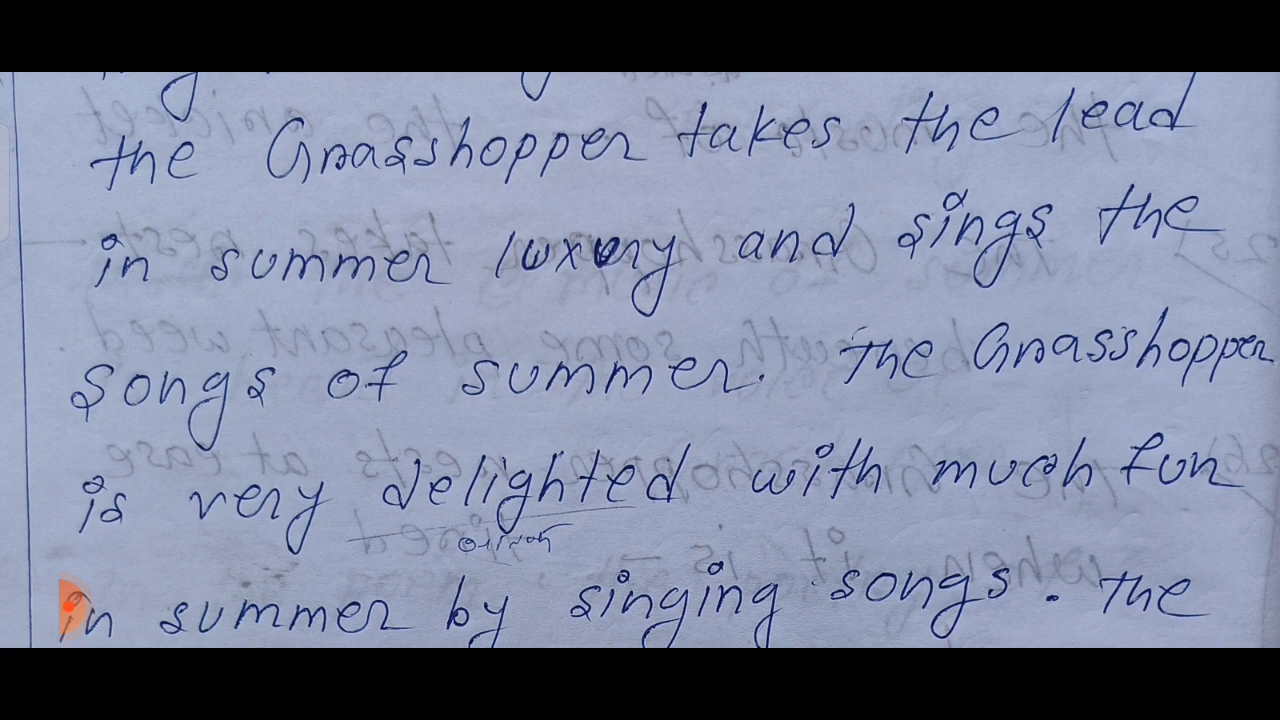 the Grasshopper takes the lead
in summer luxury and sings the
songs of summer. The Grasshopper
is very delighted with much fun
in summer by singing songs. The